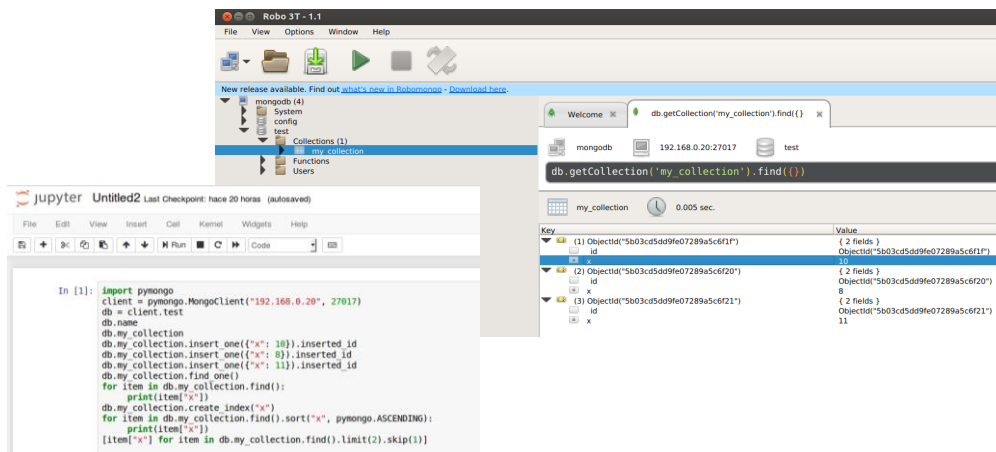 Robo 3T - 1.1
File View Options Window Help
New release available. Find out what's new in Robomongo - Download here.
mongodb (4)
System
config
test
Collections (1)
my_collection
Functions
Users
Welcome
db.getCollection('my_collection').find({}
mongodb 192.168.0.20:27017 test
db.getCollection('my_collection').find({})
my_collection 0.005 sec.
Key Value
(1) ObjectId("5b03cd5dd9fe07289a5c6f1f") { 2 fields }
id ObjectId("5b03cd5dd9fe07289a5c6f1f")
x 10
(2) ObjectId("5b03cd5dd9fe07289a5c6f20") { 2 fields }
id ObjectId("5b03cd5dd9fe07289a5c6f20")
x 8
(3) ObjectId("5b03cd5dd9fe07289a5c6f21") { 2 fields }
id ObjectId("5b03cd5dd9fe07289a5c6f21")
x 11
jupyter Untitled2 Last Checkpoint: hace 20 horas (autosaved)
File Edit View Insert Cell Kernel Widgets Help
Run C Code
In [1]: import pymongo
client = pymongo.MongoClient("192.168.0.20", 27017)
db = client.test
db.name
db.my_collection
db.my_collection.insert_one({"x": 10}).inserted_id
db.my_collection.insert_one({"x": 8}).inserted_id
db.my_collection.insert_one({"x": 11}).inserted_id
db.my_collection.find_one()
for item in db.my_collection.find():
    print(item["x"])
db.my_collection.create_index("x")
for item in db.my_collection.find().sort("x", pymongo.ASCENDING):
    print(item["x"])
[item["x"] for item in db.my_collection.find().limit(2).skip(1)]